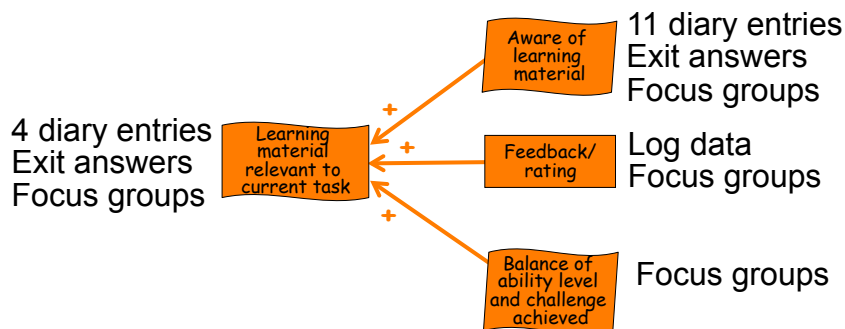 Aware of
learning
material
11 diary entries
Exit answers
Focus groups
+
4 diary entries
Exit answers
Focus groups
Learning
material
relevant to
current task
+
Feedback/
rating
Log data
Focus groups
+
Balance of
ability level
and challenge
achieved
Focus groups